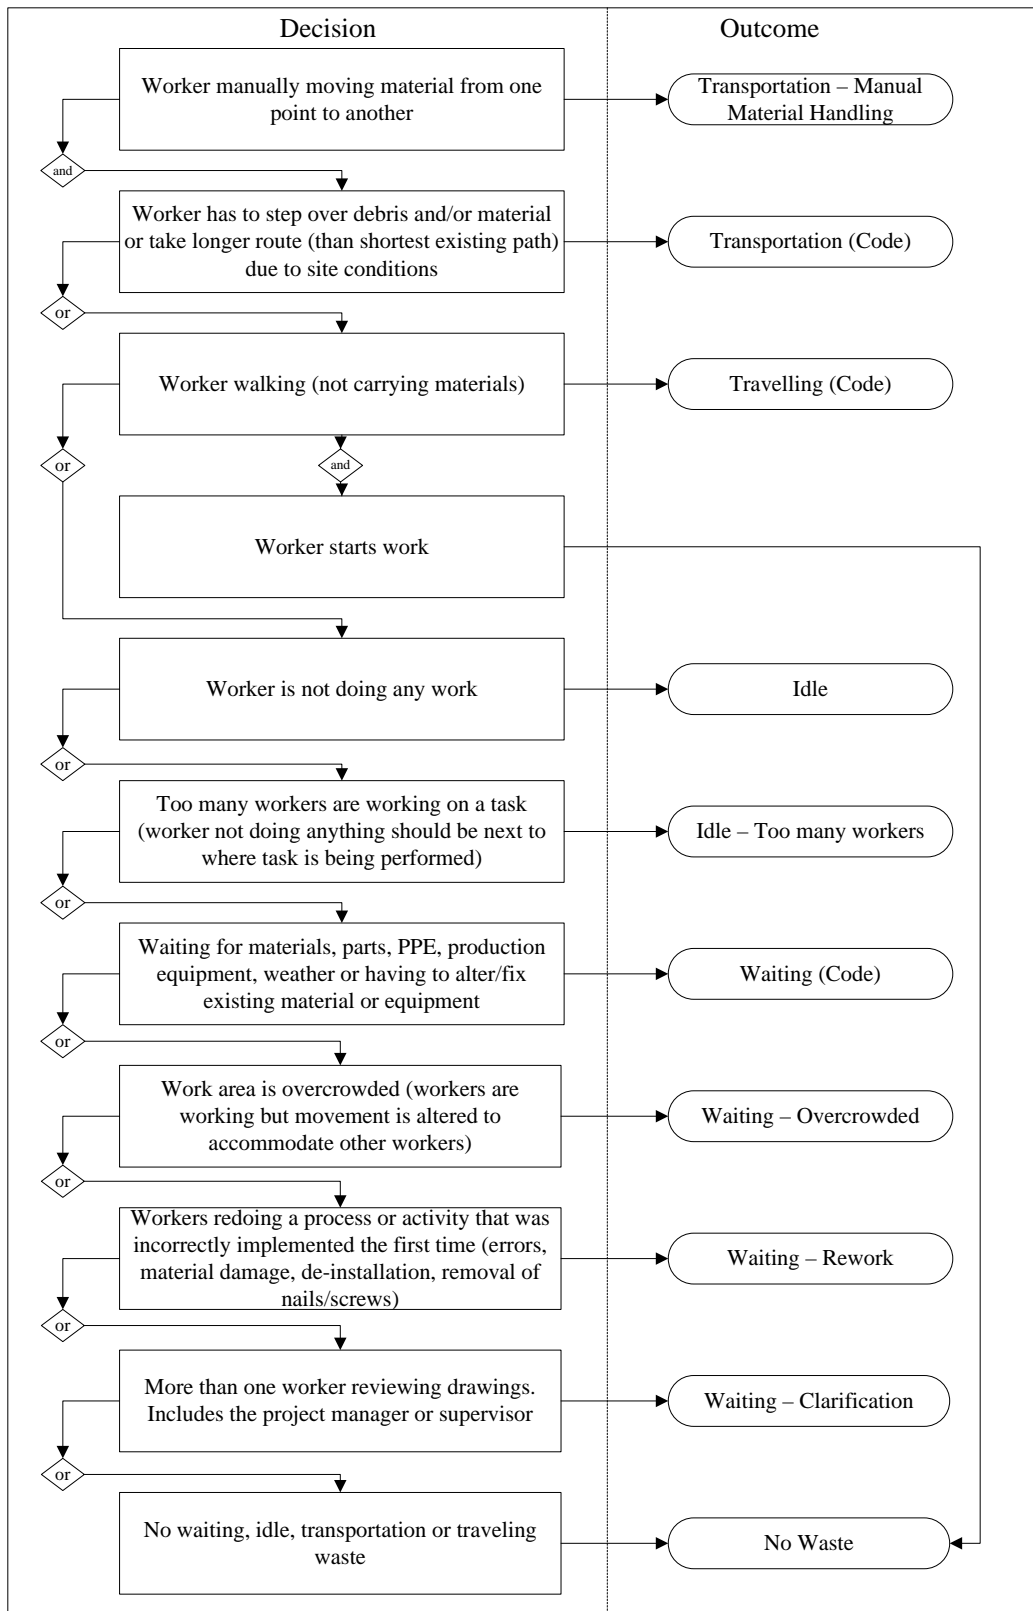 Decision
Outcome
Worker manually moving material from one
point to another
Transportation – Manual
Material Handling
and
Worker has to step over debris and/or material
or take longer route (than shortest existing path)
due to site conditions
Transportation (Code)
or
Worker walking (not carrying materials)
Travelling (Code)
or
and
Worker starts work
Worker is not doing any work
Idle
or
Too many workers are working on a task
(worker not doing anything should be next to
where task is being performed)
Idle – Too many workers
or
Waiting for materials, parts, PPE, production
equipment, weather or having to alter/fix
existing material or equipment
Waiting (Code)
or
Work area is overcrowded (workers are
working but movement is altered to
accommodate other workers)
Waiting – Overcrowded
or
Workers redoing a process or activity that was
incorrectly implemented the first time (errors,
material damage, de-installation, removal of
nails/screws)
Waiting – Rework
or
More than one worker reviewing drawings.
Includes the project manager or supervisor
Waiting – Clarification
or
No waiting, idle, transportation or traveling
waste
No Waste